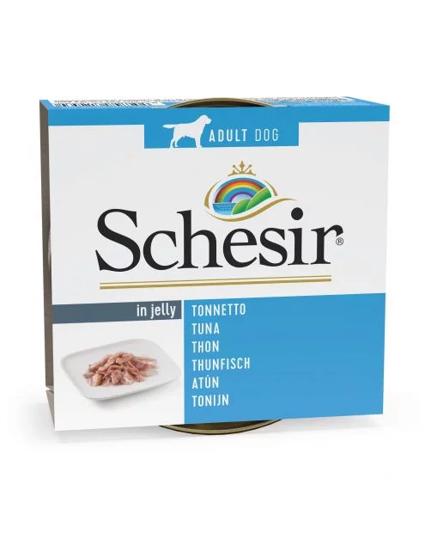 ADULT DOG
Schesir®
in jelly
TONNETTO
TUNA
THON
THUNFISCH
ATÚN
TONIJN